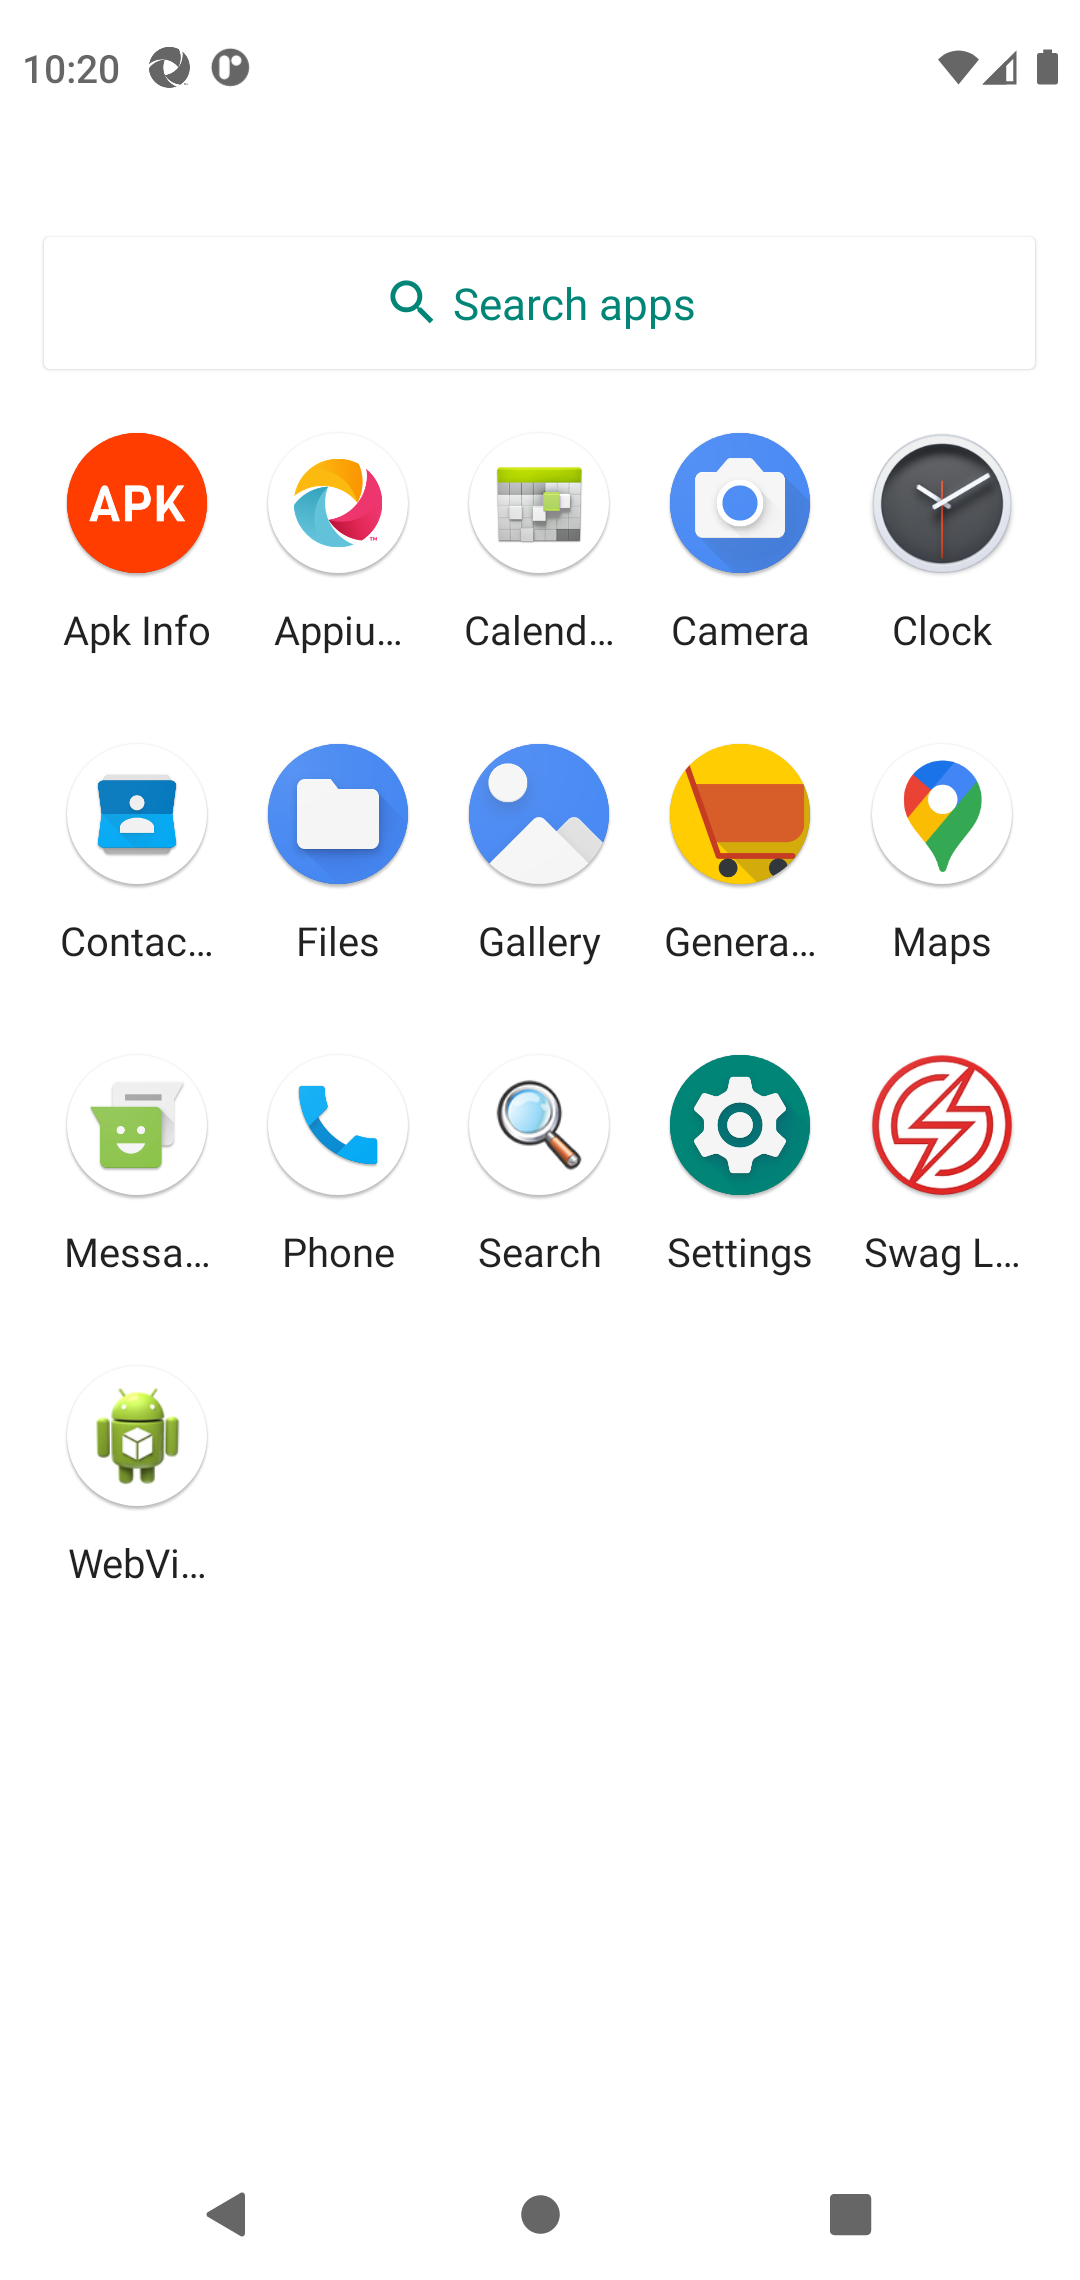 10:20
Search apps
APK
Apk Info
Appiu…
Calend…
Camera
Clock
Contac…
Files
Gallery
Genera…
Maps
Messa…
Phone
Search
Settings
Swag L…
WebVi…